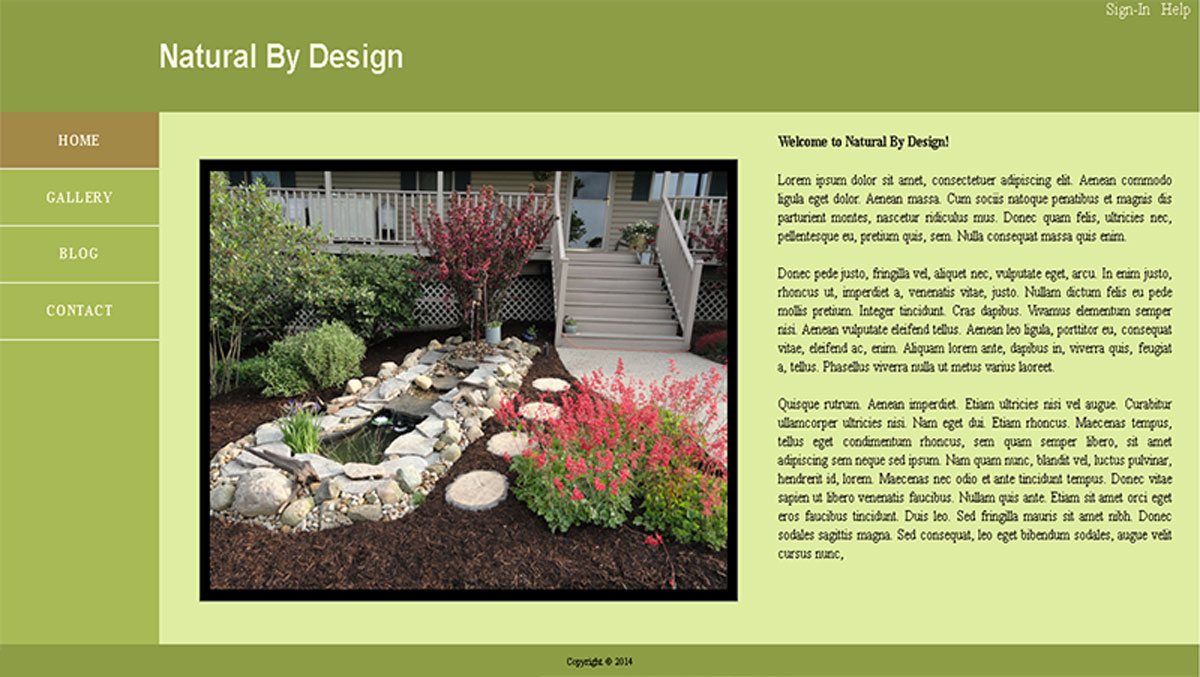 Sign-In Help
Natural By Design
HOME
GALLERY
BLOG
CONTACT
Welcome to Natural By Design!
Lorem ipsum dolor sit amet, consectetuer adipiscing elit. Aenean commodo
ligula eget dolor. Aenean massa. Cum sociis natoque penatibus et magnis dis
parturient montes, nascetur ridiculus mus. Donec quam felis, ultricies nec,
pellentesque eu, pretium quis, sem. Nulla consequat massa quis enim.
Donec pede justo, fringilla vel, aliquet nec, vulputate eget, arcu. In enim justo,
rhoncus ut, imperdiet a, venenatis vitae, justo. Nullam dictum felis eu pede
mollis pretium. Integer tincidunt. Cras dapibus. Vivamus elementum semper
nisi. Aenean vulputate eleifend tellus. Aenean leo ligula, porttitor eu, consequat
vitae, eleifend ac, enim. Aliquam lorem ante, dapibus in, viverra quis, feugiat
a, tellus. Phasellus viverra nulla ut metus varius laoreet.
Quisque rutrum. Aenean imperdiet. Etiam ultricies nisi vel augue. Curabitur
ullamcorper ultricies nisi. Nam eget dui. Etiam rhoncus. Maecenas tempus,
tellus eget condimentum rhoncus, sem quam semper libero, sit amet
adipiscing sem neque sed ipsum. Nam quam nunc, blandit vel, luctus pulvinar,
hendrerit id, lorem. Maecenas nec odio et ante tincidunt tempus. Donec vitae
sapien ut libero venenatis faucibus. Nullam quis ante. Etiam sit amet orci eget
eros faucibus tincidunt. Duis leo. Sed fringilla mauris sit amet nibh. Donec
sodales sagittis magna. Sed consequat, leo eget bibendum sodales, augue velit
cursus nunc,
Copyright © 2014